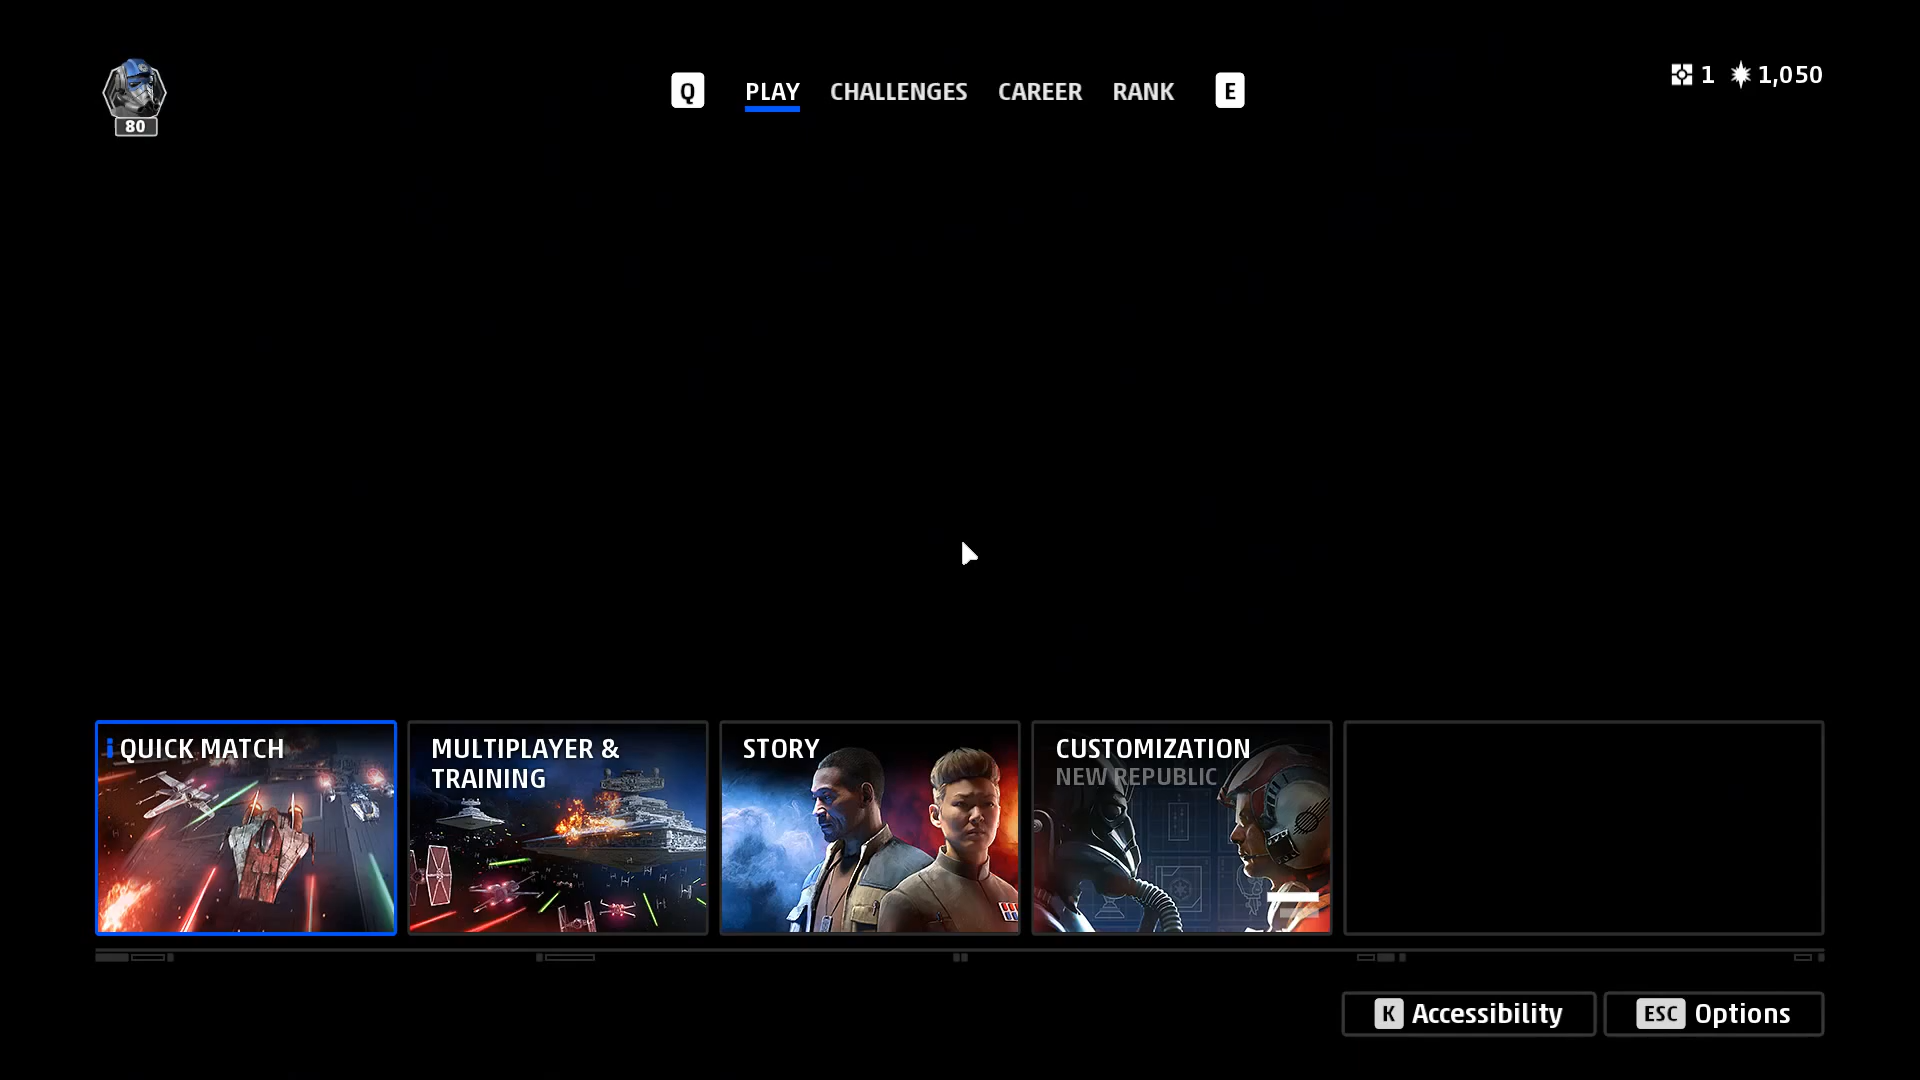 80
Q PLAY CHALLENGES CAREER RANK E
1 1,050
QUICK MATCH
MULTIPLAYER &
TRAINING
STORY
CUSTOMIZATION
NEW REPUBLIC
K Accessibility
ESC Options